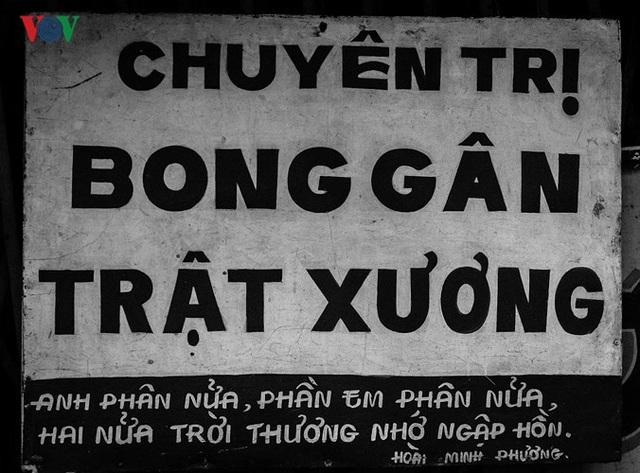 VOV
CHUYÊN TRỊ
BONG GÂN
TRẬT XƯƠNG
ANH PHÂN NỬA, PHẦN EM PHÂN NỬA,
HAI NỬA TRỜI THƯƠNG NHỚ NGẬP HỒN.
HOÀI MINH PHƯƠNG.